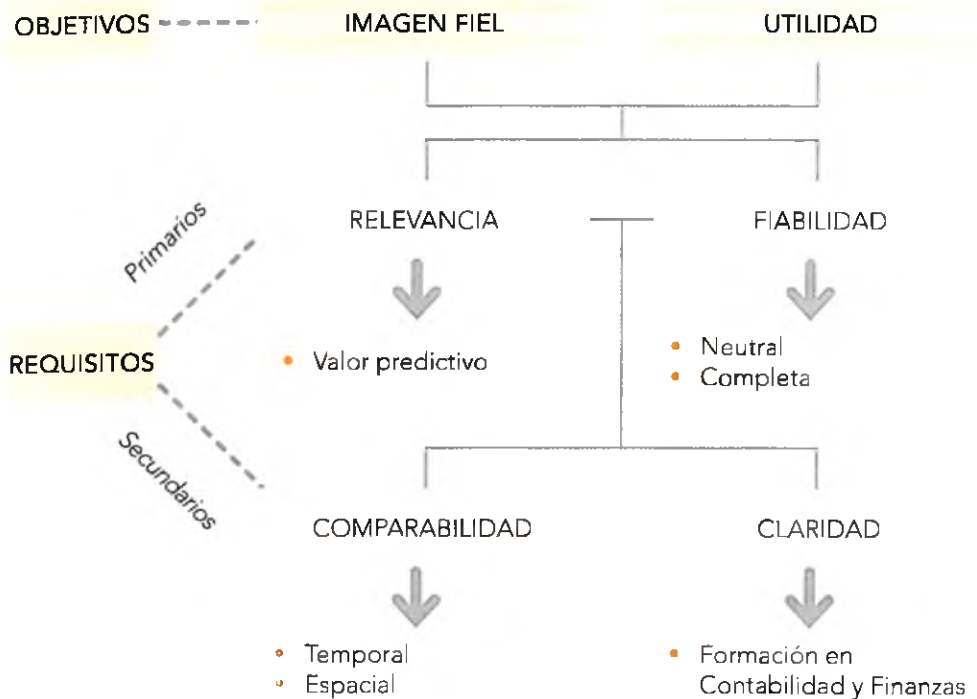 OBJETIVOS
IMAGEN FIEL
UTILIDAD
Primarios
RELEVANCIA
FIABILIDAD
REQUISITOS
• Valor predictivo
• Neutral
• Completa
Secundarios
COMPARABILIDAD
CLARIDAD
• Temporal
• Espacial
• Formación en
Contabilidad y Finanzas